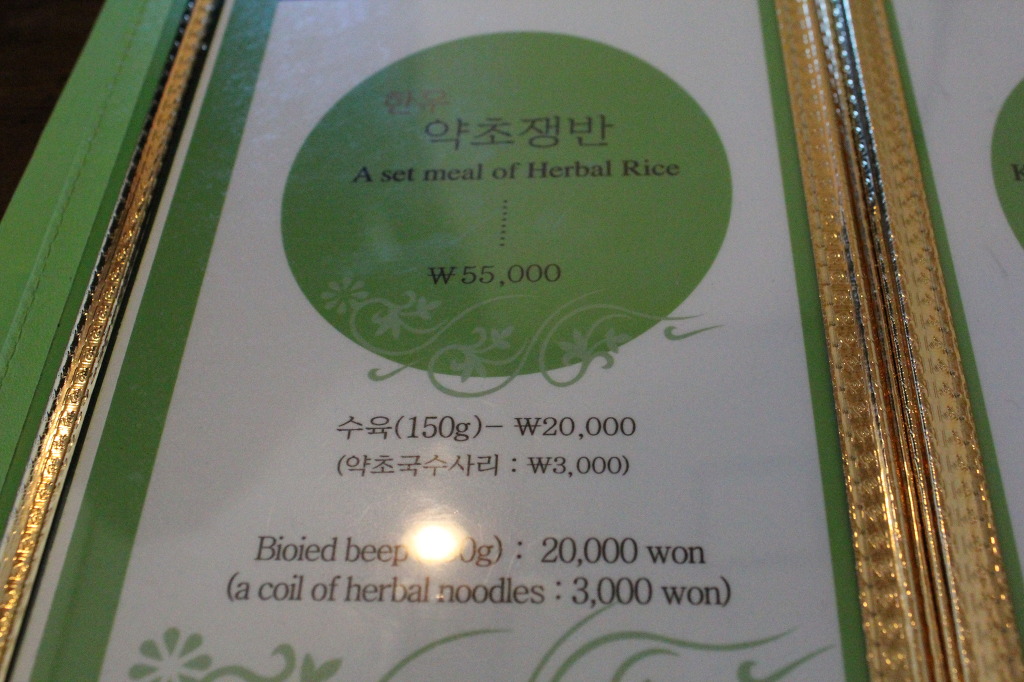 한우
약초쟁반
A set meal of Herbal Rice
₩55,000
수육(150g)- ₩20,000
(약초국수사리 : ₩3,000)
Bioied beep 0g) : 20,000 won
(a coil of herbal noodles : 3,000 won)
K